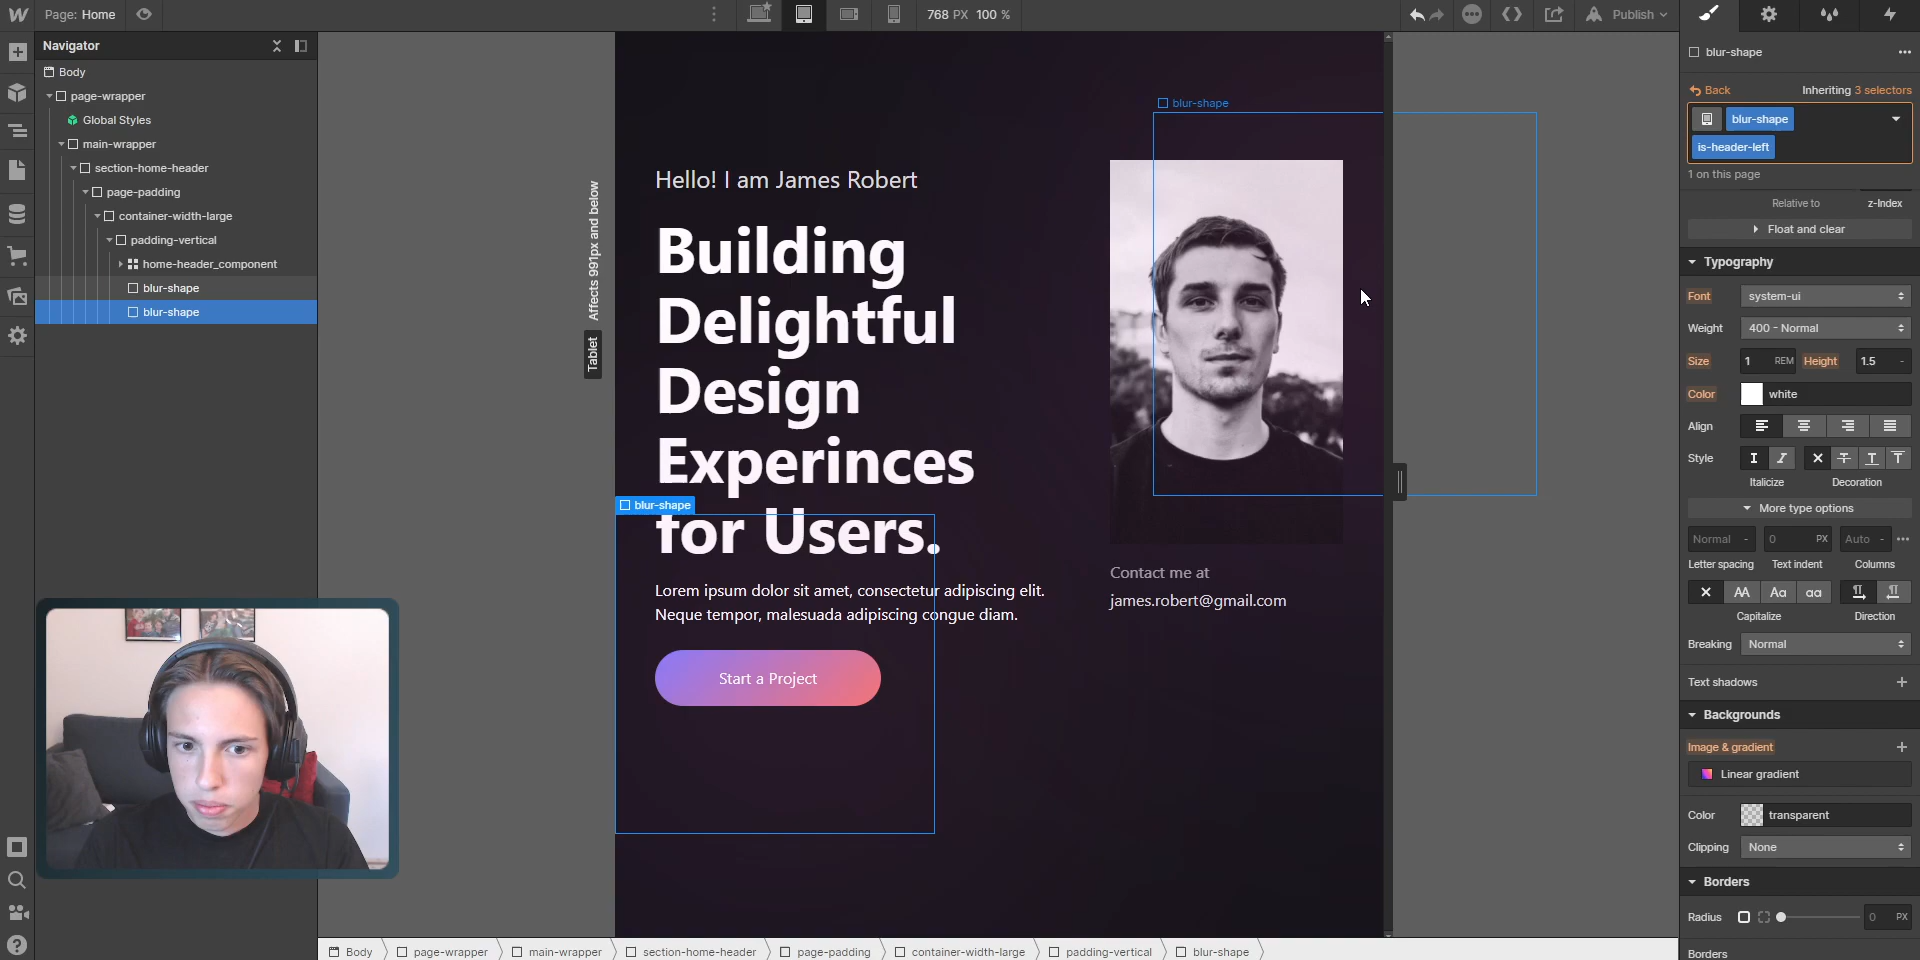 Page: Home
768 PX 100 %
Publish
Navigator
Body
page-wrapper
Global Styles
main-wrapper
section-home-header
page-padding
container-width-large
padding-vertical
home-header_component
blur-shape
blur-shape
Affects 991px and below
Tablet
blur-shape
Hello! I am James Robert
Building
Delightful
Design
Experinces
for Users.
blur-shape
Lorem ipsum dolor sit amet, consectetur adipiscing elit.
Neque tempor, malesuada adipiscing congue diam.
Start a Project
Contact me at
james.robert@gmail.com
Body
page-wrapper
main-wrapper
section-home-header
page-padding
container-width-large
padding-vertical
blur-shape
blur-shape
Back
Inheriting 3 selectors
blur-shape
is-header-left
1 on this page
Relative to
z-Index
Float and clear
Typography
Font
system-ui
Weight
400 - Normal
Size
1 REM
Height
1.5 -
Color
white
Align
Style
Italicize
Decoration
More type options
Normal -
0 PX
Auto -
Letter spacing
Text indent
Columns
AA Aa aa
Capitalize
Direction
Breaking
Normal
Text shadows
Backgrounds
Image & gradient
Linear gradient
Color
transparent
Clipping
None
Borders
Radius
0 PX
Borders